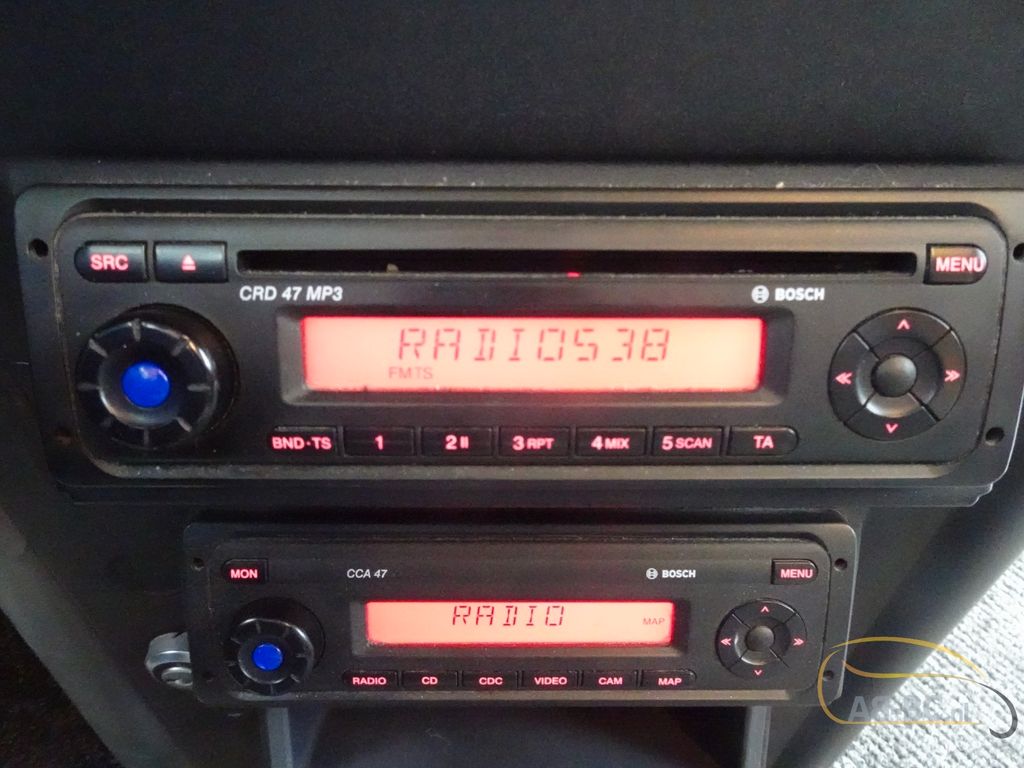 SRC
MENU
CRD 47 MP3
BOSCH
RADIO538
FMTS
BND•TS 1 2 3 RPT 4 MIX 5 SCAN TA
MON
CCA 47
BOSCH
MENU
RADIO
MAP
RADIO CD CDC VIDEO CAM MAP